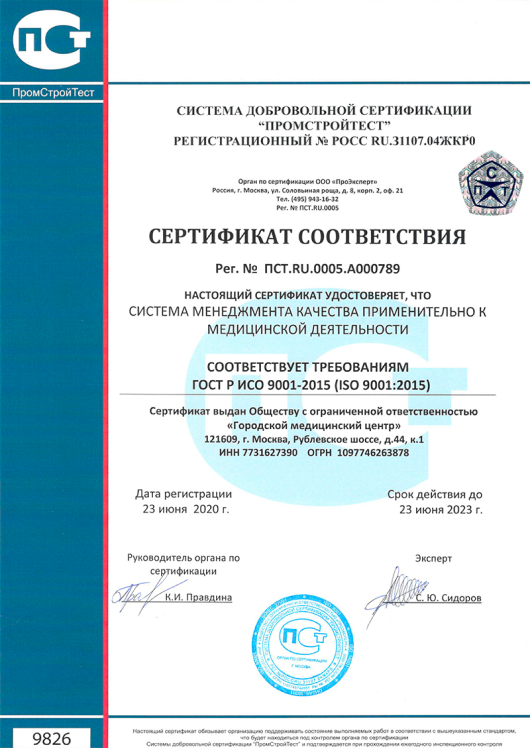 ПСТ
ПромСтройТест
СИСТЕМА ДОБРОВОЛЬНОЙ СЕРТИФИКАЦИИ
“ПРОМСТРОЙТЕСТ”
РЕГИСТРАЦИОННЫЙ № РОСС RU.З1107.04ЖКР0
ПСТ
Орган по сертификации ООО «ПроЭксперт»
Россия, г. Москва, ул. Соловьиная роща, д. 8, корп. 2, оф. 21
Тел. (495) 943-16-32
Рег. № ПСТ.RU.0005
СЕРТИФИКАТ СООТВЕТСТВИЯ
Рег. № ПСТ.RU.0005.А000789
НАСТОЯЩИЙ СЕРТИФИКАТ УДОСТОВЕРЯЕТ, ЧТО
СИСТЕМА МЕНЕДЖМЕНТА КАЧЕСТВА ПРИМЕНИТЕЛЬНО К
МЕДИЦИНСКОЙ ДЕЯТЕЛЬНОСТИ
СООТВЕТСТВУЕТ ТРЕБОВАНИЯМ
ГОСТ Р ИСО 9001-2015 (ISO 9001:2015)
Сертификат выдан Обществу с ограниченной ответственностью
«Городской медицинский центр»
121609, г. Москва, Рублевское шоссе, д.44, к.1
ИНН 7731627390 ОГРН 1097746263878
Дата регистрации
23 июня 2020 г.
Срок действия до
23 июня 2023 г.
Руководитель органа по
сертификации
К.И. Правдина
Эксперт
С. Ю. Сидоров
ПСТ
ОРГАН ПО СЕРТИФИКАЦИИ
Г. МОСКВА
9826
Настоящий сертификат обязывает организацию поддерживать состояние выполняемых работ в соответствии с вышеуказанным стандартом,
что будет находиться под контролем органа по сертификации
Системы добровольной сертификации "ПромСтройТест" и подтверждается при прохождении ежегодного инспекционного контроля